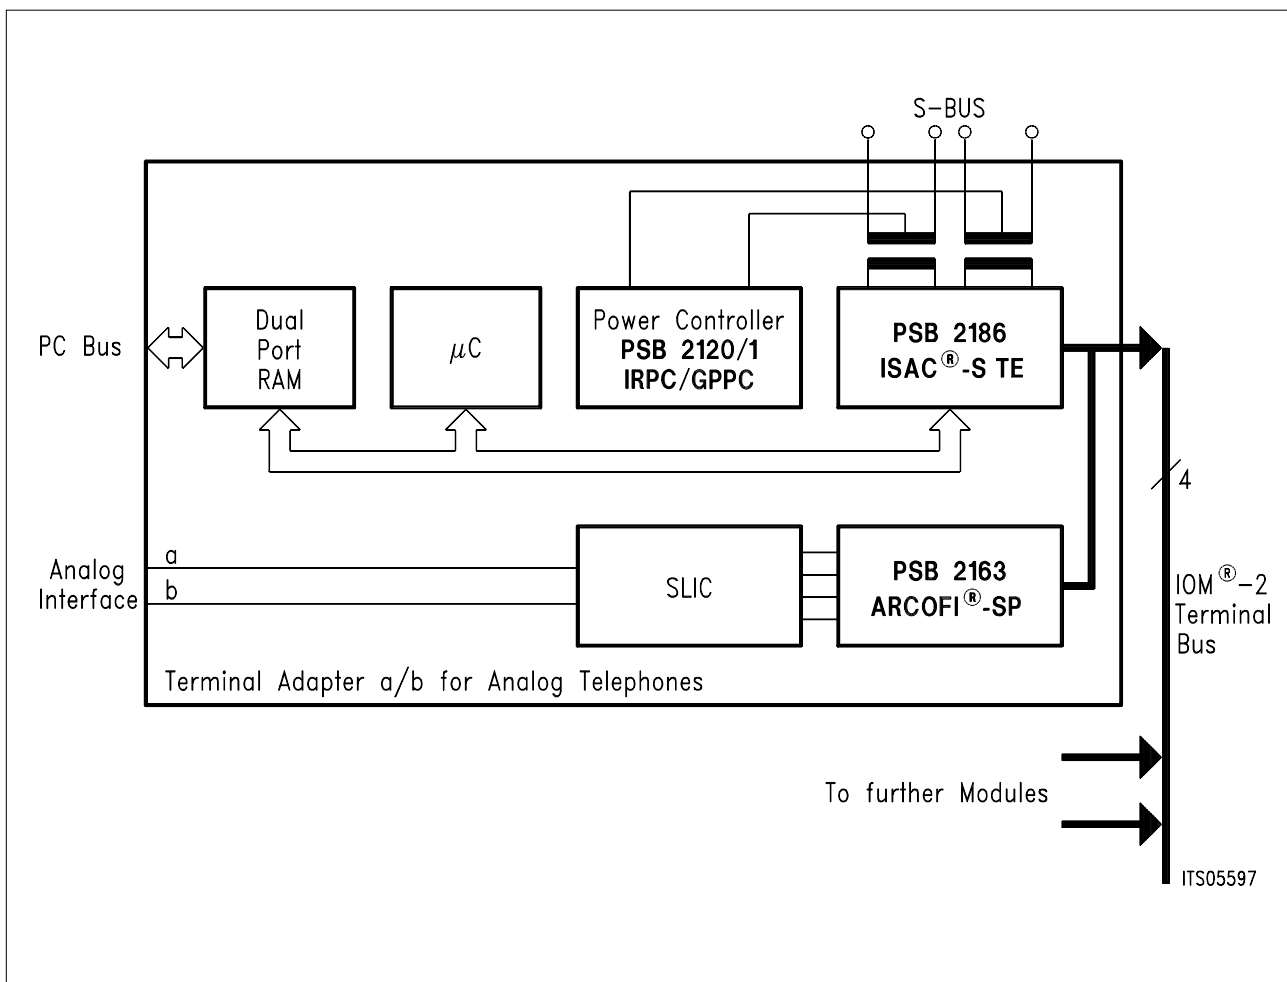 S-BUS
PC Bus
Dual
Port
RAM
μC
Power Controller
PSB 2120/1
IRPC/GPPC
PSB 2186
ISAC®-S TE
4
Analog
Interface
a
b
SLIC
PSB 2163
ARCOFI®-SP
IOM®-2
Terminal
Bus
Terminal Adapter a/b for Analog Telephones
To further Modules
ITS05597